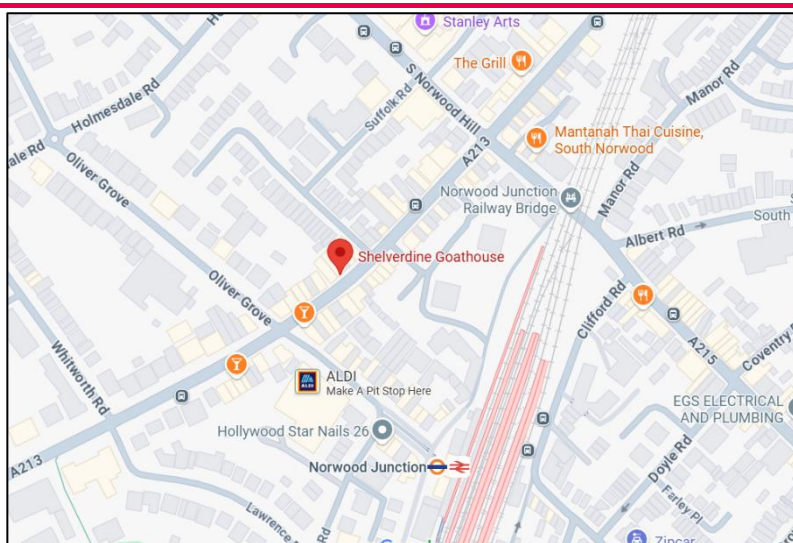 Stanley Arts
The Grill
S Norwood Hill
Suffolk Rd
Holmesdale Rd
Manor Rd
A213
Mantanah Thai Cuisine,
South Norwood
ale Rd
Oliver Grove
Norwood Junction
Railway Bridge
Manor Rd
South
Albert Rd
Shelverdine Goathouse
Oliver Grove
Clifford Rd
Whitworth Rd
A215
Coventry
ALDI
Make A Pit Stop Here
EGS ELECTRICAL
AND PLUMBING
Hollywood Star Nails 26
A213
Norwood Junction
Doyle Rd
Farley Pl
Lawrence
Rd
Zipcar